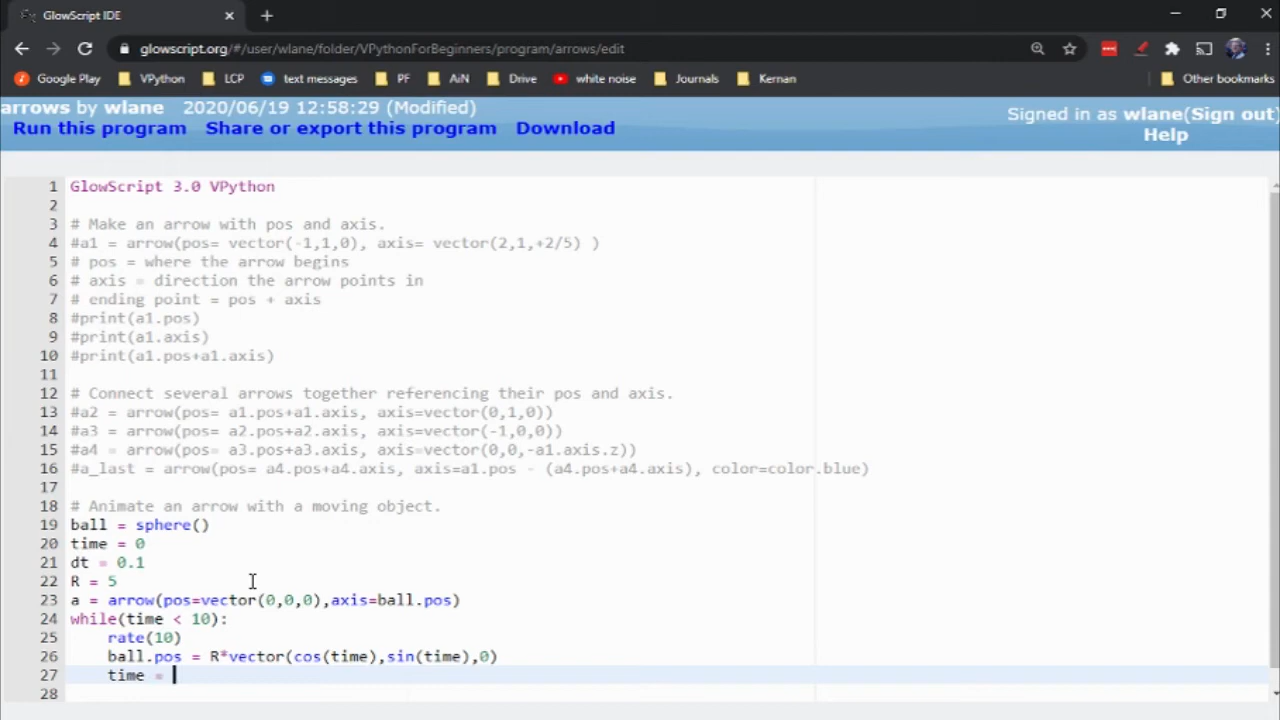 GlowScript IDE
glowscript.org/#/user/wlane/folder/VPythonForBeginners/program/arrows/edit
Google Play VPython LCP text messages PF AiN Drive white noise Journals Kernan Other bookmarks
arrows by wlane 2020/06/19 12:58:29 (Modified) Signed in as wlane(Sign out)
Run this program Share or export this program Download Help
1 GlowScript 3.0 VPython
2
3 # Make an arrow with pos and axis.
4 #a1 = arrow(pos= vector(-1,1,0), axis= vector(2,1,+2/5) )
5 # pos = where the arrow begins
6 # axis = direction the arrow points in
7 # ending point = pos + axis
8 #print(a1.pos)
9 #print(a1.axis)
10 #print(a1.pos+a1.axis)
11
12 # Connect several arrows together referencing their pos and axis.
13 #a2 = arrow(pos= a1.pos+a1.axis, axis=vector(0,1,0))
14 #a3 = arrow(pos= a2.pos+a2.axis, axis=vector(-1,0,0))
15 #a4 = arrow(pos= a3.pos+a3.axis, axis=vector(0,0,-a1.axis.z))
16 #a_last = arrow(pos= a4.pos+a4.axis, axis=a1.pos - (a4.pos+a4.axis), color=color.blue)
17
18 # Animate an arrow with a moving object.
19 ball = sphere()
20 time = 0
21 dt = 0.1
22 R = 5
23 a = arrow(pos=vector(0,0,0),axis=ball.pos)
24 while(time < 10):
25 rate(10)
26 ball.pos = R*vector(cos(time),sin(time),0)
27 time =
28